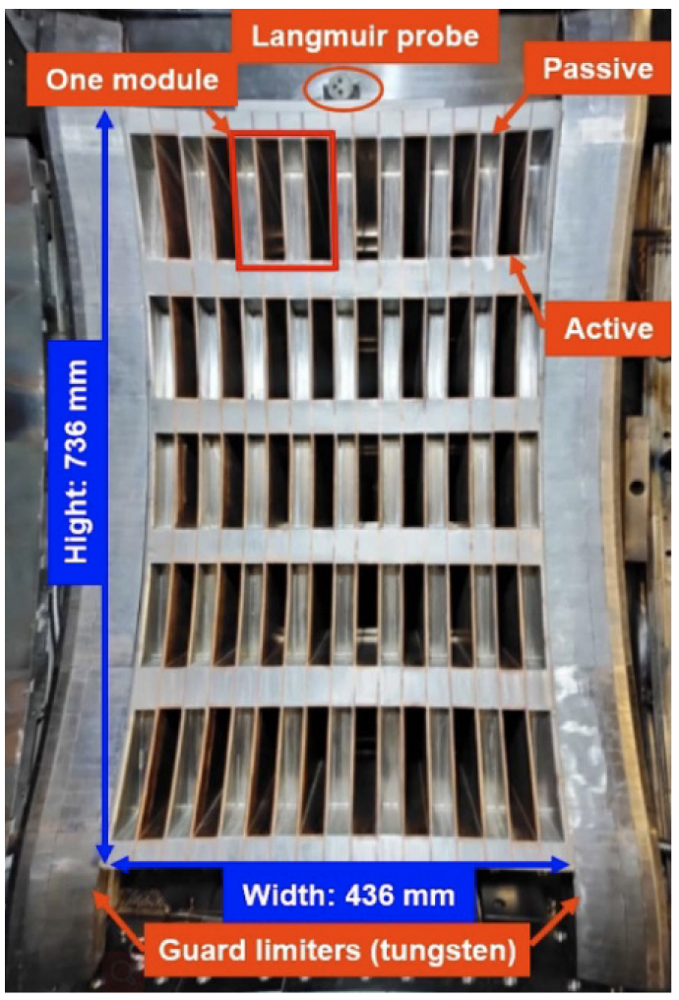 Langmuir probe
One module
Passive
Active
Hight: 736 mm
Width: 436 mm
Guard limiters (tungsten)